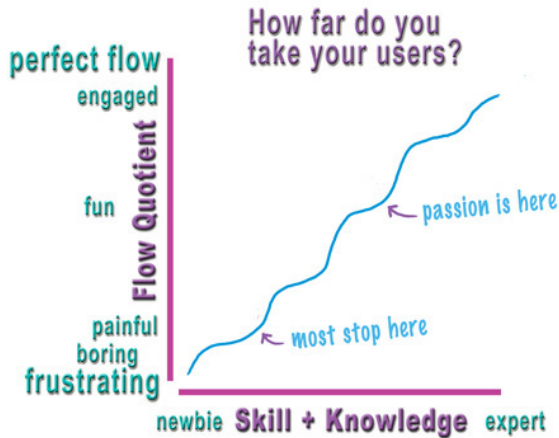 How far do you
take your users?
perfect flow
engaged
Flow Quotient
fun
passion is here
painful
most stop here
boring
frustrating
newbie Skill + Knowledge expert